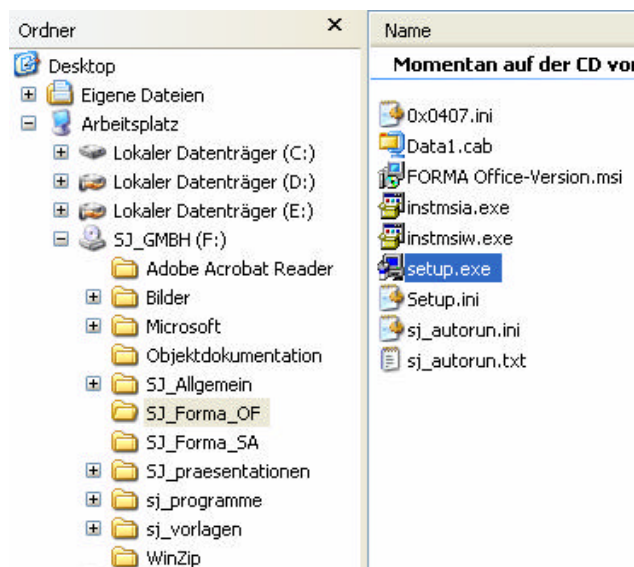 Ordner
Desktop
Eigene Dateien
Arbeitsplatz
Lokaler Datenträger (C:)
Lokaler Datenträger (D:)
Lokaler Datenträger (E:)
SJ_GMBH (F:)
Adobe Acrobat Reader
Bilder
Microsoft
Objektdokumentation
SJ_Allgemein
SJ_Forma_OF
SJ_Forma_SA
SJ_praesentationen
sj_programme
sj_vorlagen
WinZip
Name
Momentan auf der CD vor
0x0407.ini
Data1.cab
FORMA Office-Version.msi
instmsia.exe
instmsiw.exe
setup.exe
Setup.ini
sj_autorun.ini
sj_autorun.txt